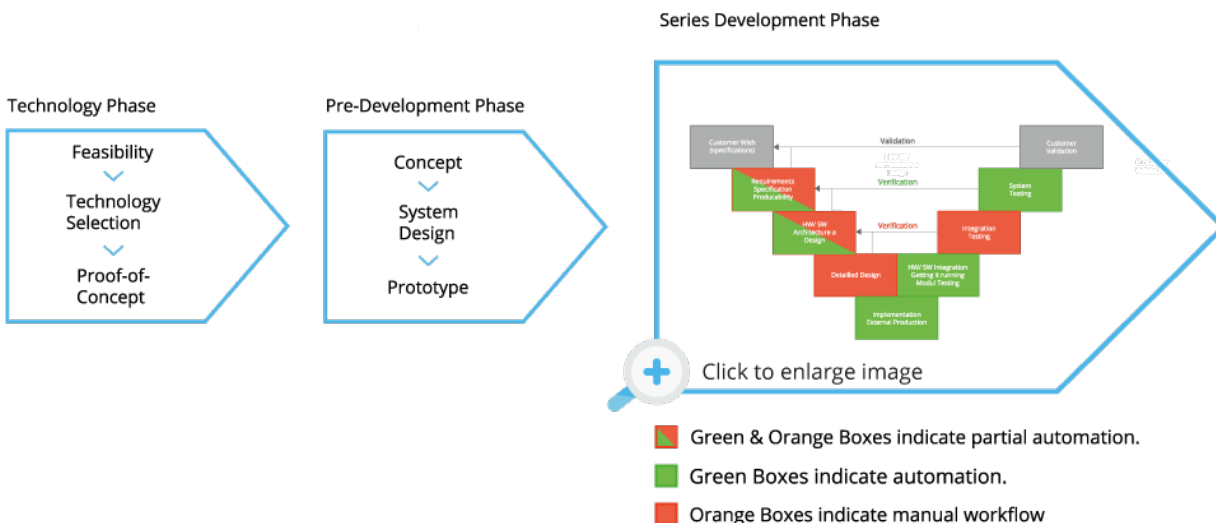 Series Development Phase
Technology Phase
Feasibility
Technology
Selection
Proof-of-
Concept
Pre-Development Phase
Concept
System
Design
Prototype
Customer Wish
(specifications)
Validation
Customer
Validation
Requirements
Specification
Producability
Verification
System
Testing
HW/ SW
Architecture a
Design
Verification
Integration
Testing
Detailled Design
HW/ SW Integration
Getting it running
Modul Testing
Implementation
External Production
Click to enlarge image
Green & Orange Boxes indicate partial automation.
Green Boxes indicate automation.
Orange Boxes indicate manual workflow